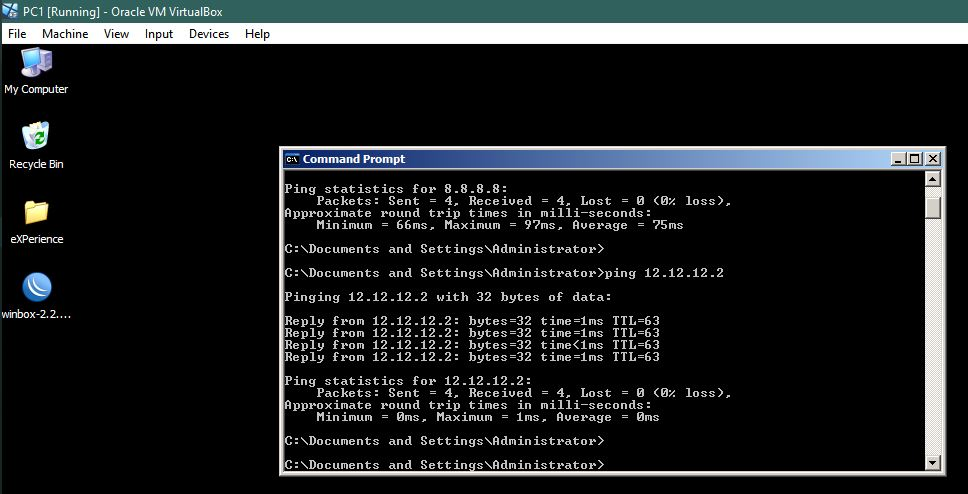 PC1 [Running] - Oracle VM VirtualBox
File Machine View Input Devices Help
My Computer
Recycle Bin
eXPerience
winbox-2.2....
C:\ Command Prompt
Ping statistics for 8.8.8.8:
Packets: Sent = 4, Received = 4, Lost = 0 (0% loss),
Approximate round trip times in milli-seconds:
Minimum = 66ms, Maximum = 97ms, Average = 75ms
C:\Documents and Settings\Administrator>
C:\Documents and Settings\Administrator>ping 12.12.12.2
Pinging 12.12.12.2 with 32 bytes of data:
Reply from 12.12.12.2: bytes=32 time=1ms TTL=63
Reply from 12.12.12.2: bytes=32 time=1ms TTL=63
Reply from 12.12.12.2: bytes=32 time<1ms TTL=63
Reply from 12.12.12.2: bytes=32 time=1ms TTL=63
Ping statistics for 12.12.12.2:
Packets: Sent = 4, Received = 4, Lost = 0 (0% loss),
Approximate round trip times in milli-seconds:
Minimum = 0ms, Maximum = 1ms, Average = 0ms
C:\Documents and Settings\Administrator>
C:\Documents and Settings\Administrator>